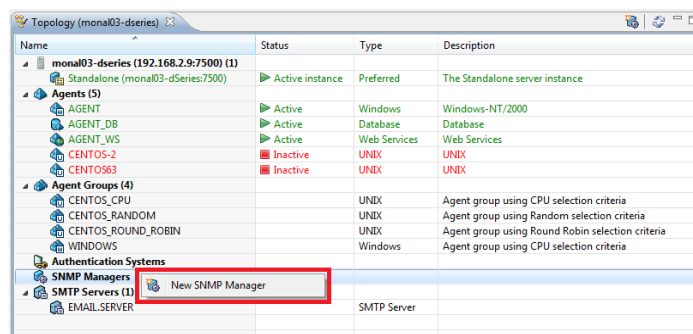 Topology (monal03-dseries)
Name Status Type Description
monal03-dseries (192.168.2.9:7500) (1)
Standalone (monal03-dSeries:7500) Active instance Preferred The Standalone server instance
Agents (5)
AGENT Active Windows Windows-NT/2000
AGENT_DB Active Database Database
AGENT_WS Active Web Services Web Services
CENTOS-2 Inactive UNIX UNIX
CENTOS63 Inactive UNIX UNIX
Agent Groups (4)
CENTOS_CPU UNIX Agent group using CPU selection criteria
CENTOS_RANDOM UNIX Agent group using Random selection criteria
CENTOS_ROUND_ROBIN UNIX Agent group using Round Robin selection criteria
WINDOWS Windows Agent group using CPU selection criteria
Authentication Systems
SNMP Managers
New SNMP Manager
SMTP Servers (1)
EMAIL.SERVER SMTP Server